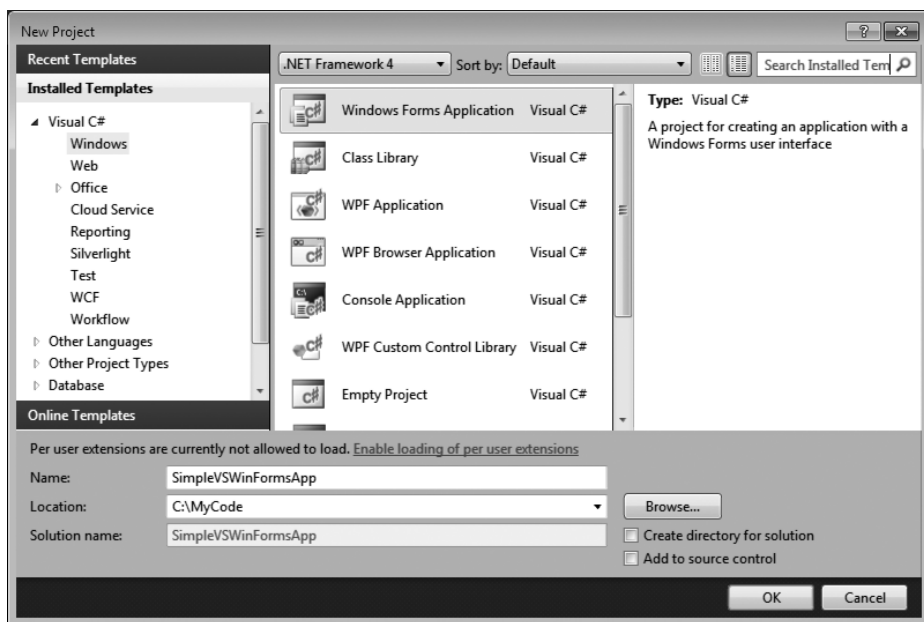 New Project
Recent Templates
Installed Templates
Visual C#
Windows
Web
Office
Cloud Service
Reporting
Silverlight
Test
WCF
Workflow
Other Languages
Other Project Types
Database
Online Templates
.NET Framework 4
Sort by: Default
Search Installed Tem
Windows Forms Application Visual C#
Class Library Visual C#
WPF Application Visual C#
WPF Browser Application Visual C#
Console Application Visual C#
WPF Custom Control Library Visual C#
Empty Project Visual C#
Type: Visual C#
A project for creating an application with a
Windows Forms user interface
Per user extensions are currently not allowed to load. Enable loading of per user extensions
Name: SimpleVSWinFormsApp
Location: C:\MyCode
Browse...
Solution name: SimpleVSWinFormsApp
Create directory for solution
Add to source control
OK
Cancel